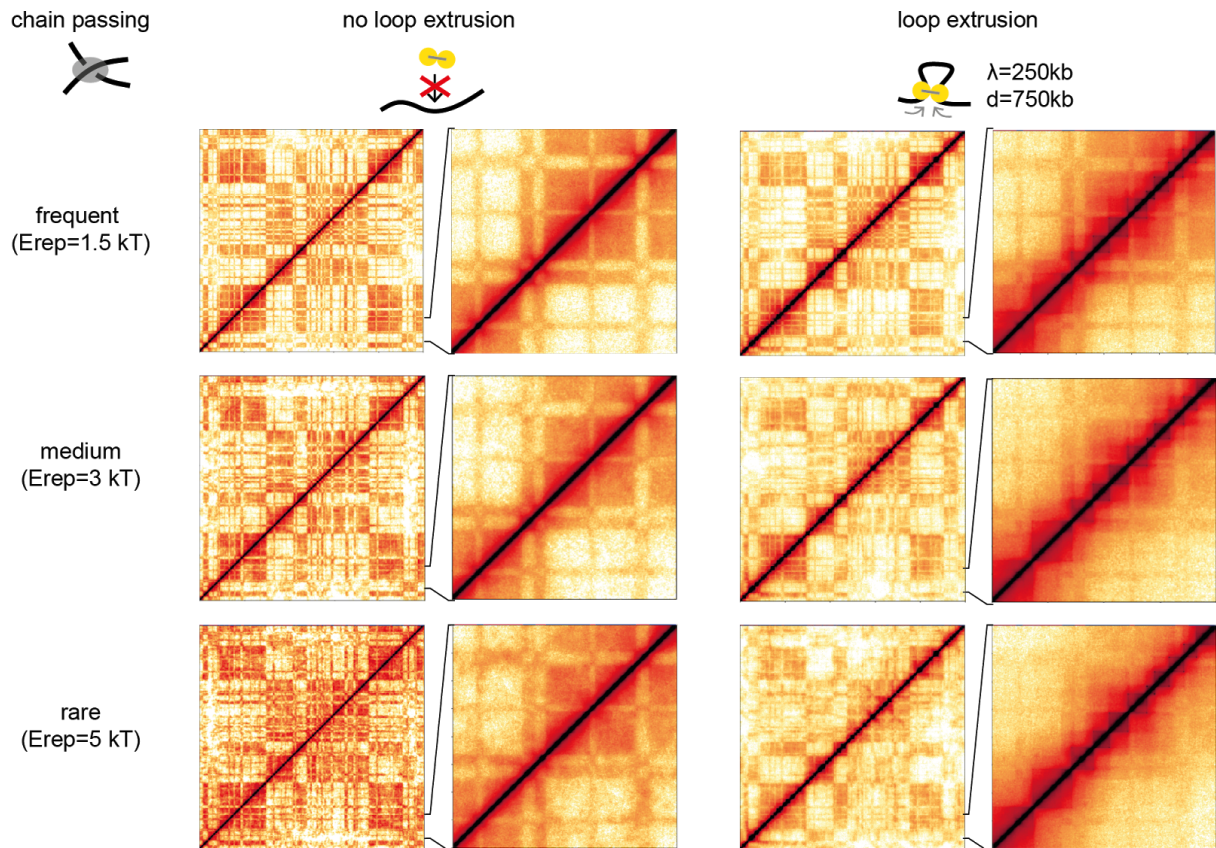 chain passing
no loop extrusion
loop extrusion
λ=250kb
d=750kb
frequent
(Erep=1.5 kT)
medium
(Erep=3 kT)
rare
(Erep=5 kT)